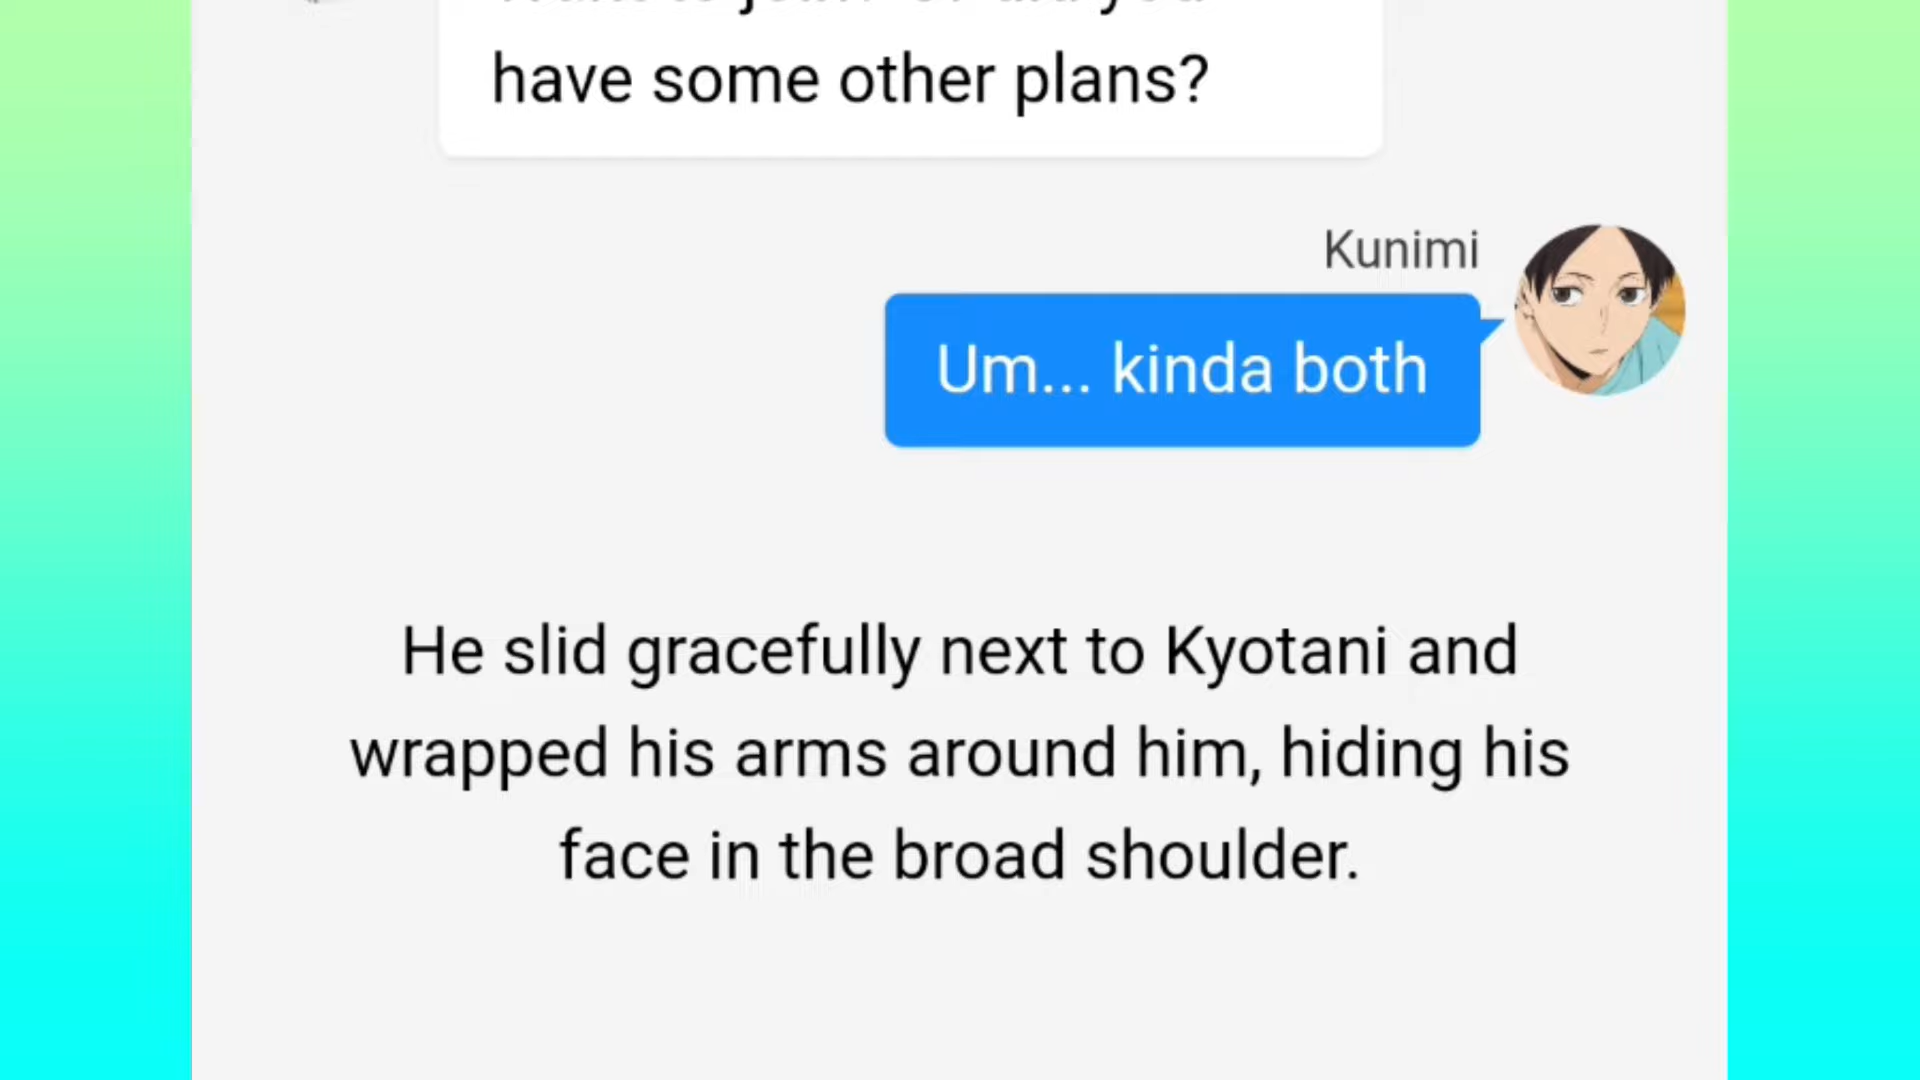 have some other plans?
Kunimi
Um... kinda both
He slid gracefully next to Kyotani and
wrapped his arms around him, hiding his
face in the broad shoulder.